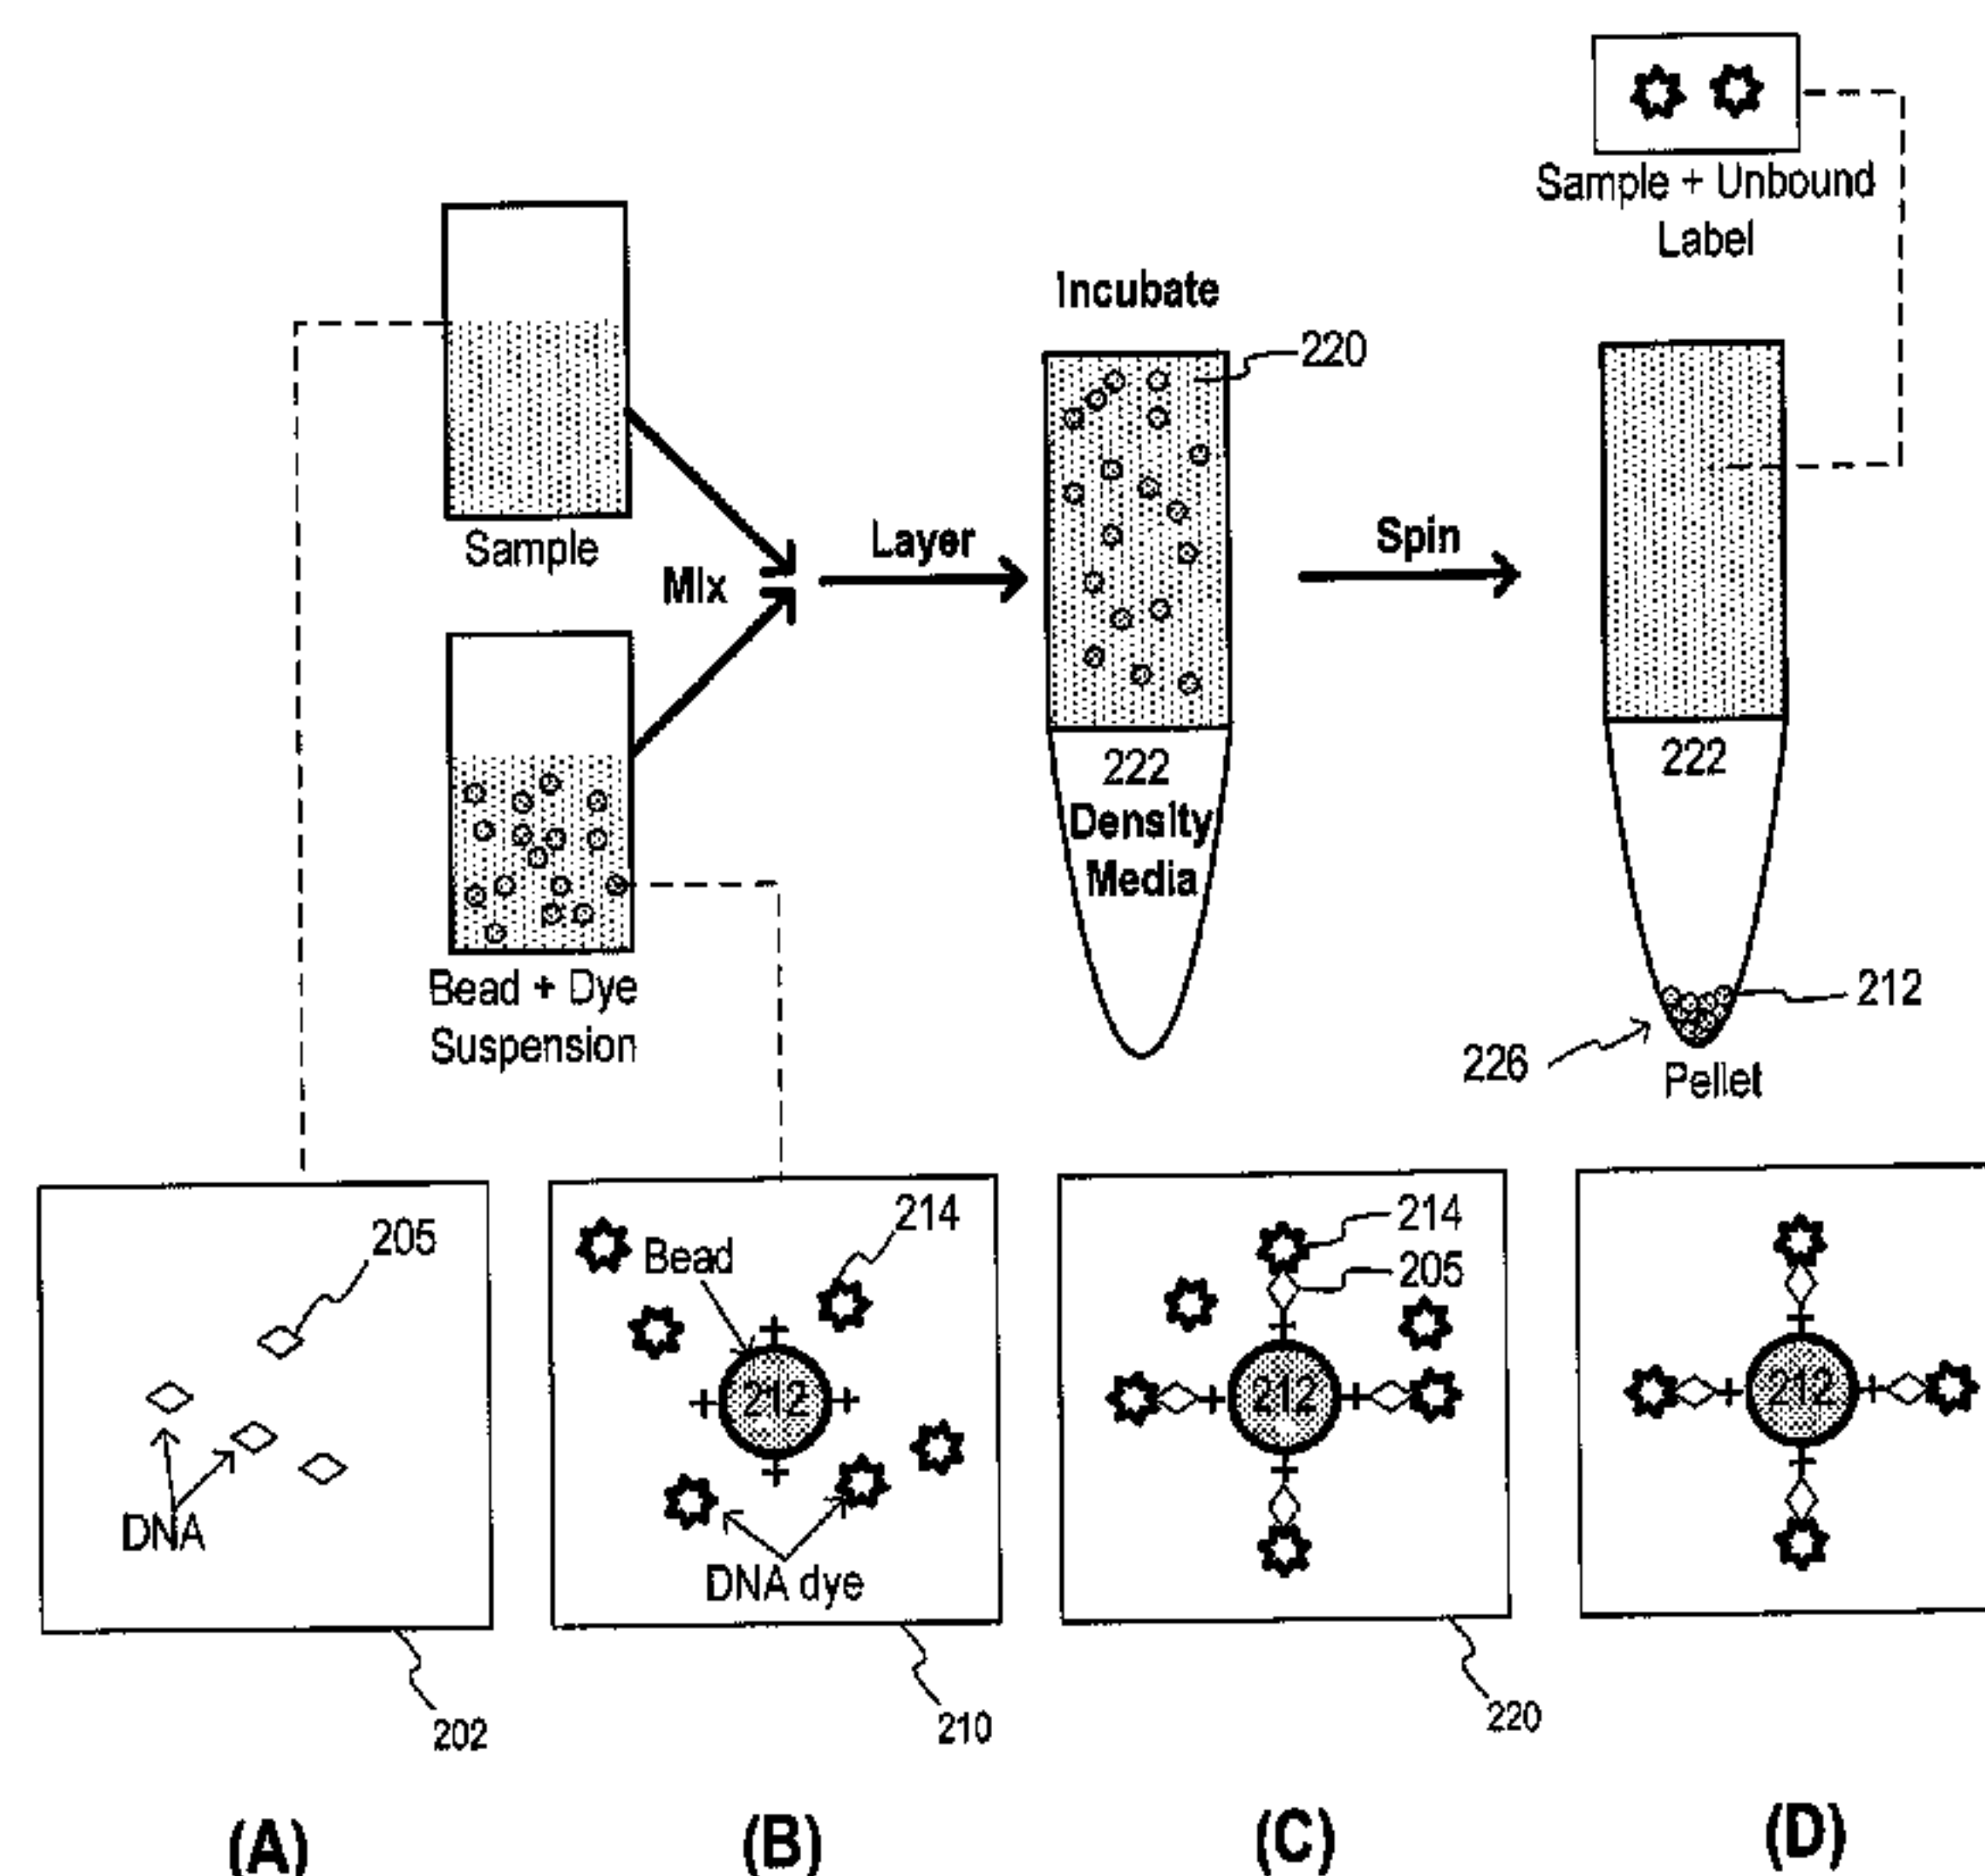 Sample + Unbound
Label
Incubate
220
Sample
Mix
Layer
Spin
222
Density
Media
222
Bead + Dye
Suspension
212
226
Pellet
205
DNA
202
214
Bead
212
DNA dye
210
214
205
212
220
212
(A)
(B)
(C)
(D)